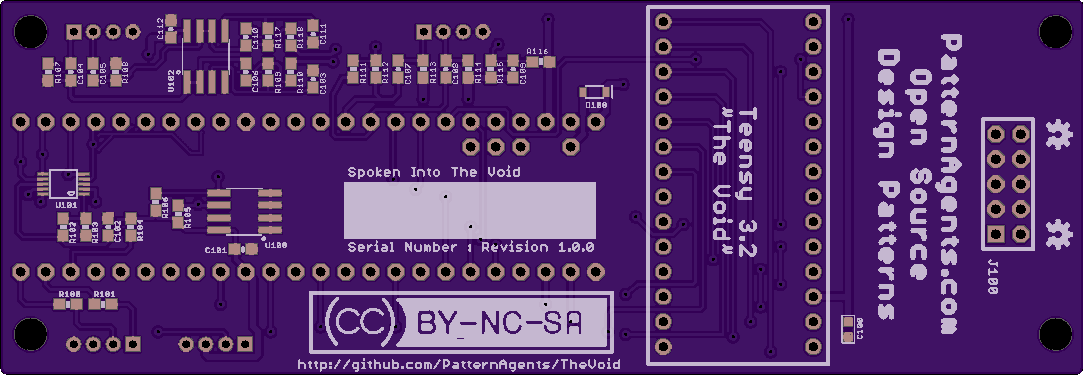 C112
R107
C104
C105
R108
U102
C110
R117
R118
C111
C106
R109
R110
C103
R111
R112
C107
R113
C108
R114
R115
C109
R116
D100
U101
R102
R103
C102
R104
R106
R105
C101
U100
Spoken Into The Void
Serial Number : Revision 1.0.0
R101
CC BY-NC-SA
http://github.com/PatternAgents/TheVoid
Teensy 3.2
"The Void"
PatternAgents.com
Open Source
Design Patterns
J100
C100